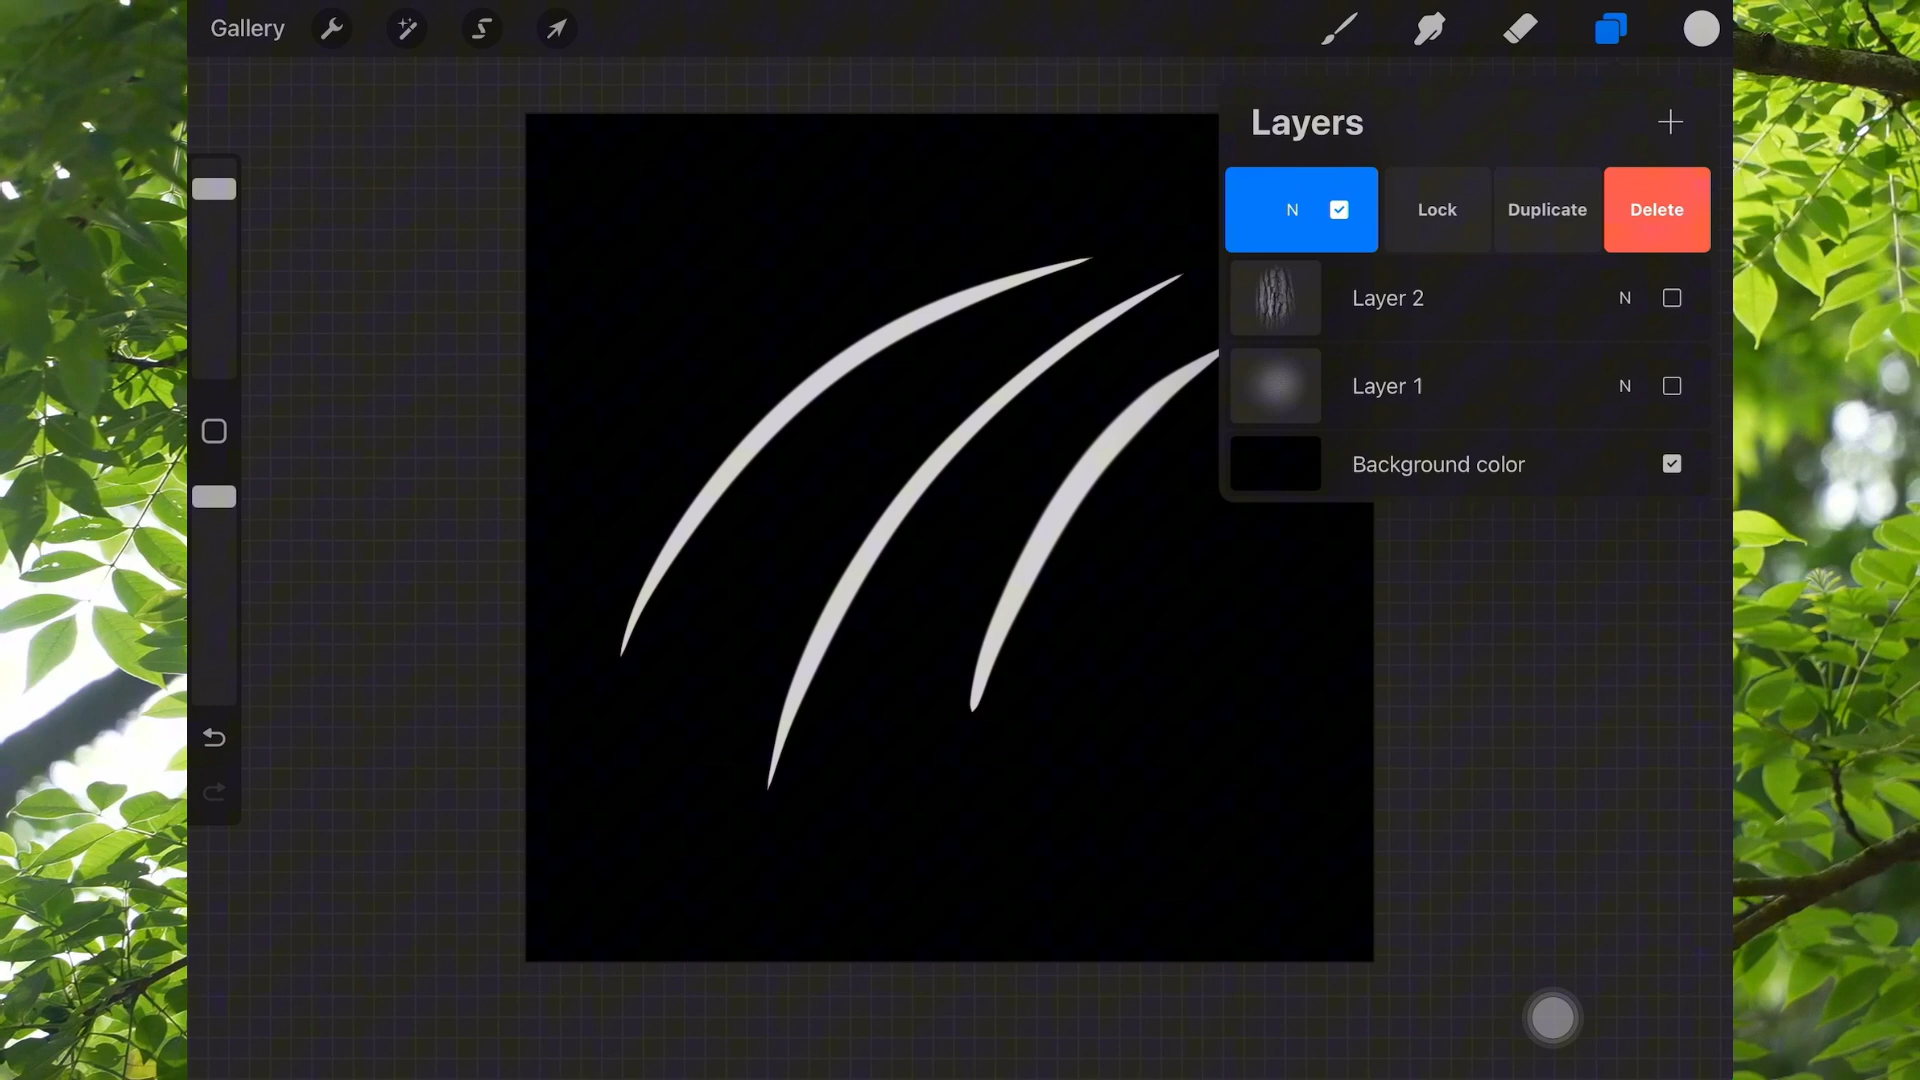 Gallery
Layers
N Lock Duplicate Delete
Layer 2 N
Layer 1 N
Background color